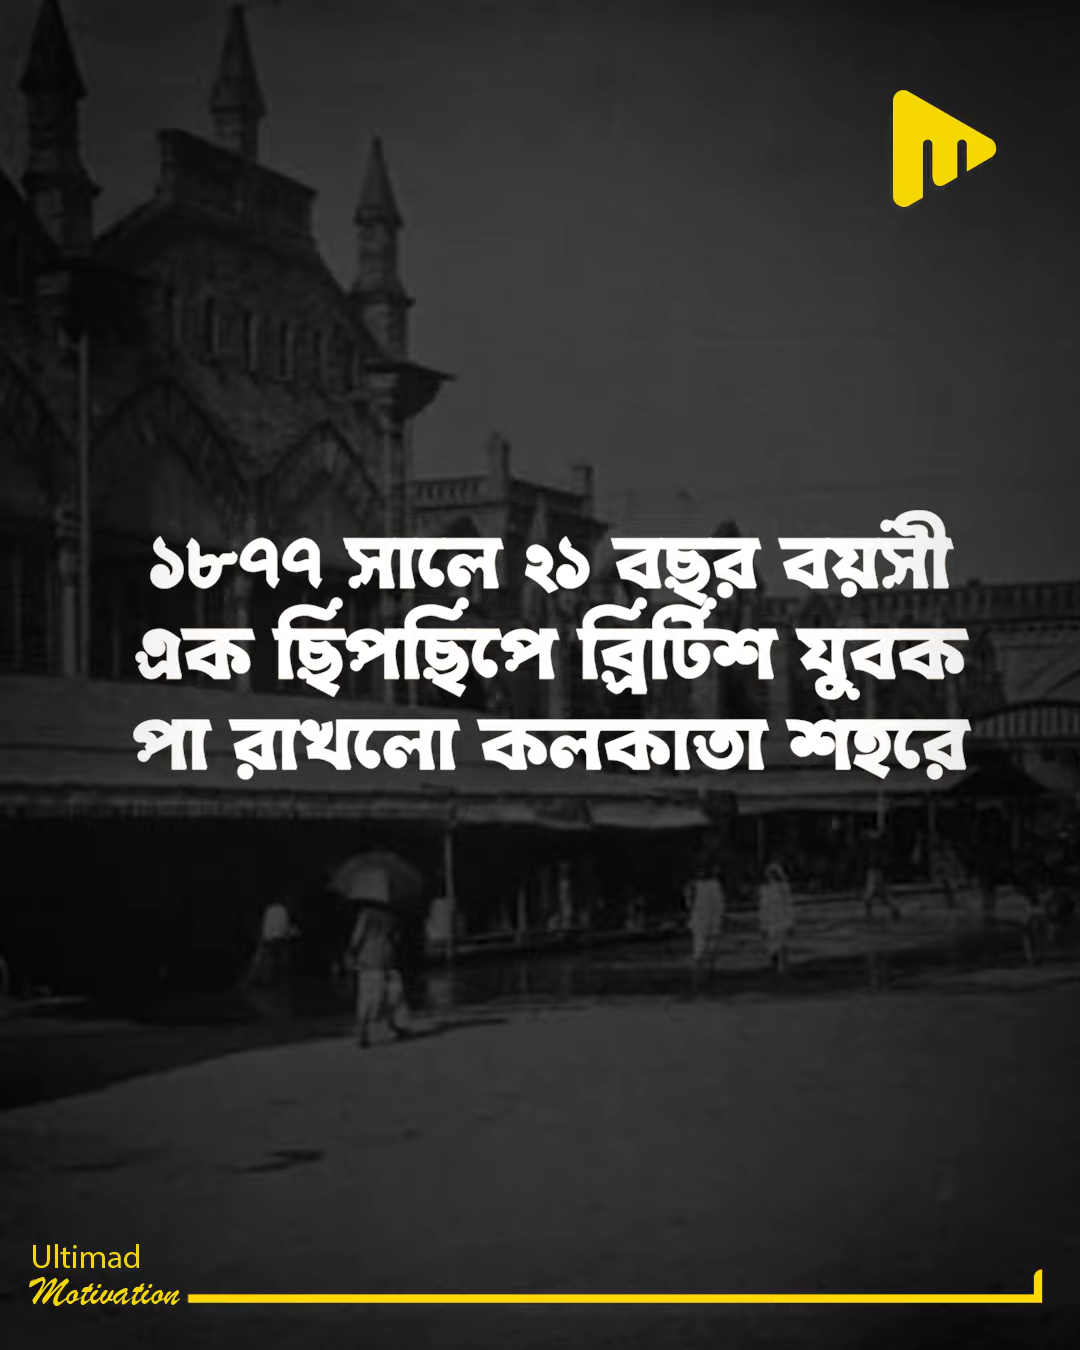 ১৮৭৭ সালে ২১ বছর বয়সী
এক ছিপছিপে ব্রিটিশ যুবক
পা রাখলো কলকাতা শহরে
Ultimad
Motivation